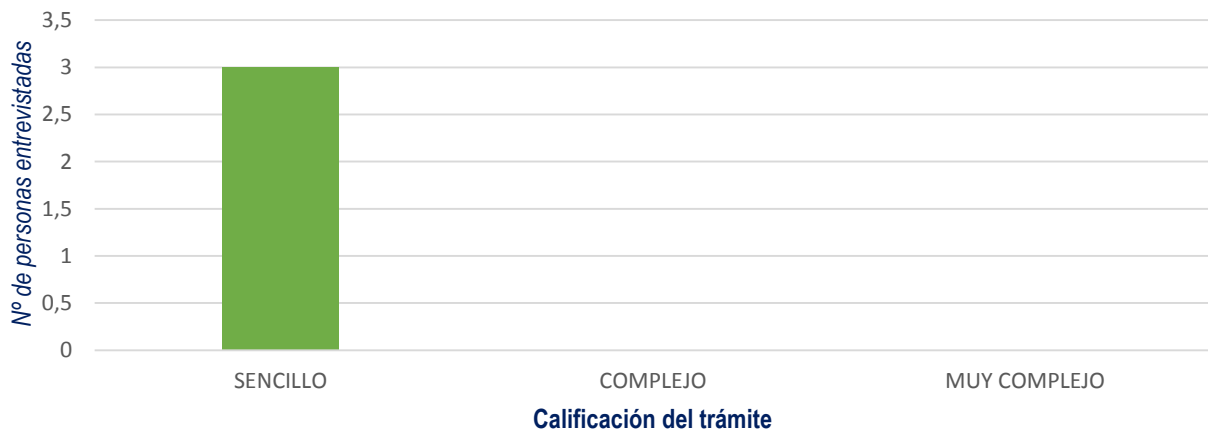 3,5
3
2,5
2
1,5
1
0,5
0
Nº de personas entrevistadas
SENCILLO COMPLEJO MUY COMPLEJO
Calificación del trámite